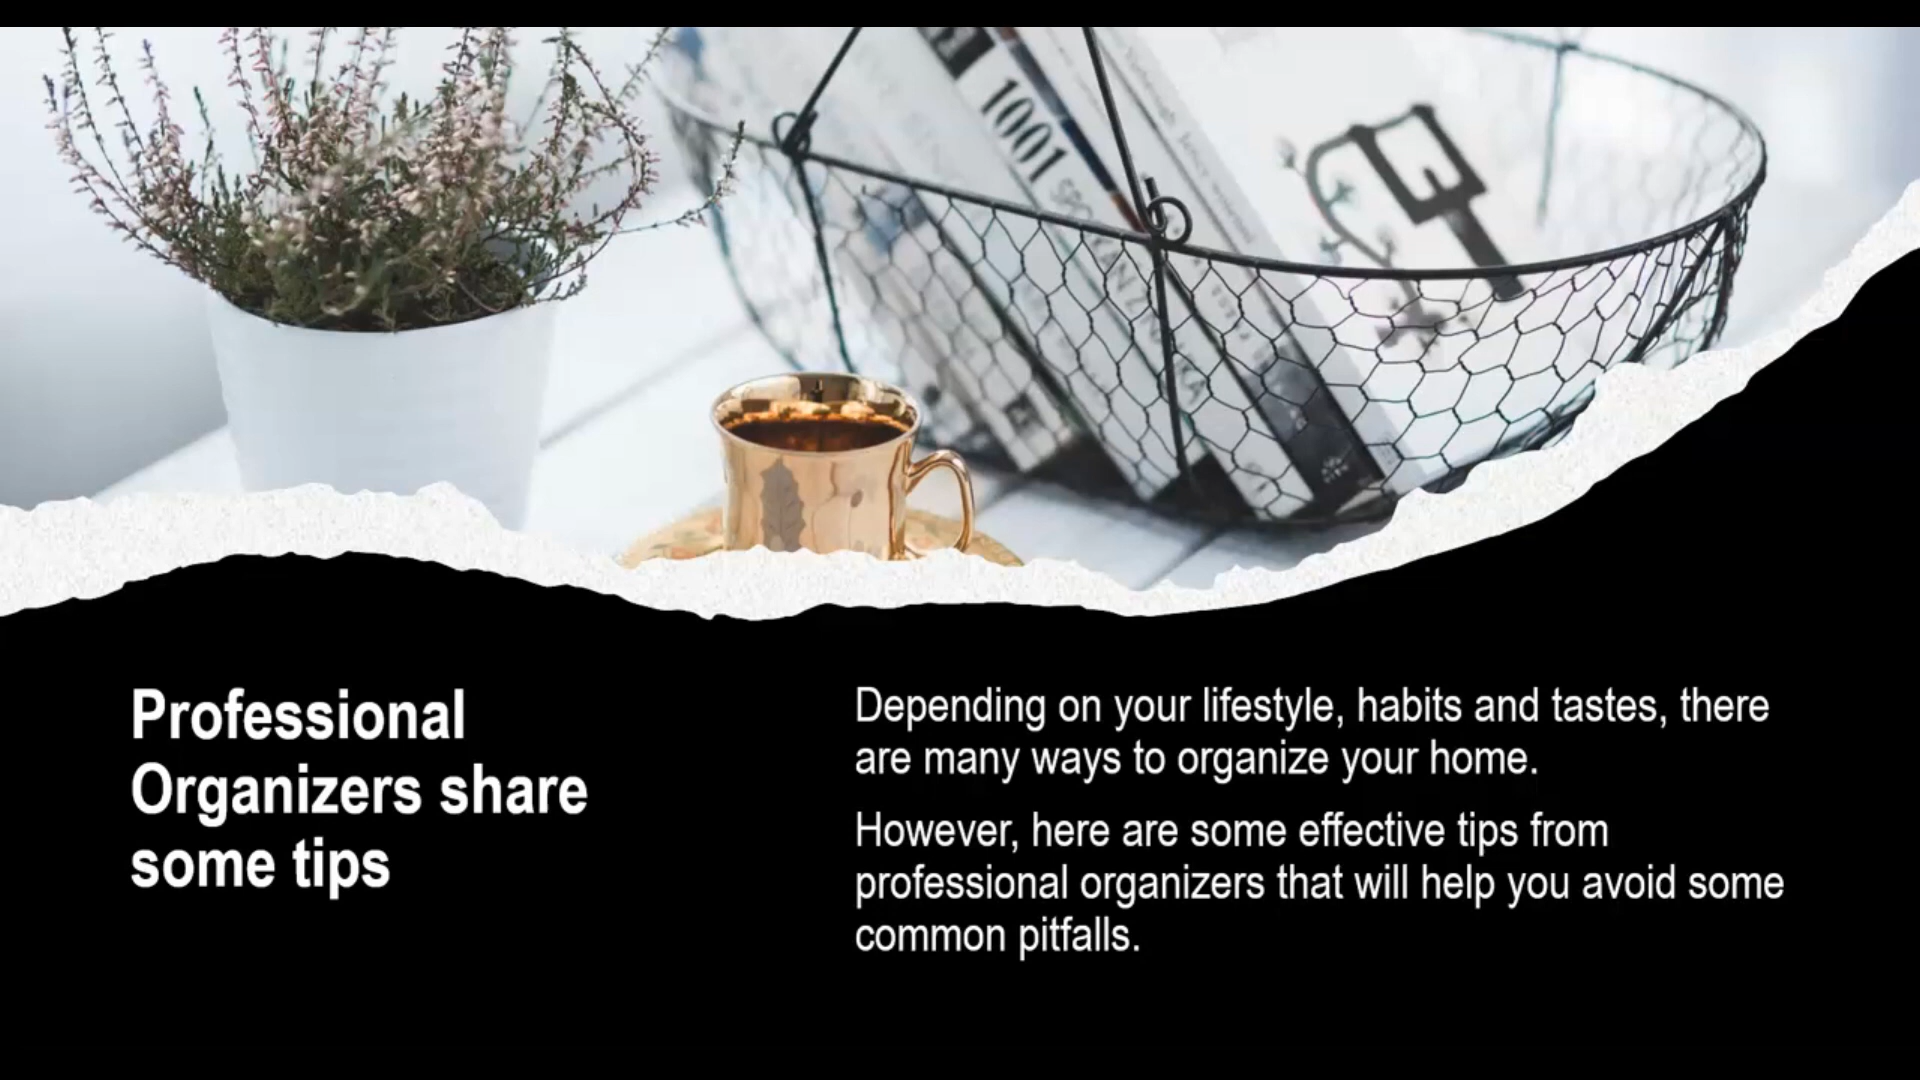 1001
Professional
Organizers share
some tips
Depending on your lifestyle, habits and tastes, there
are many ways to organize your home.
However, here are some effective tips from
professional organizers that will help you avoid some
common pitfalls.